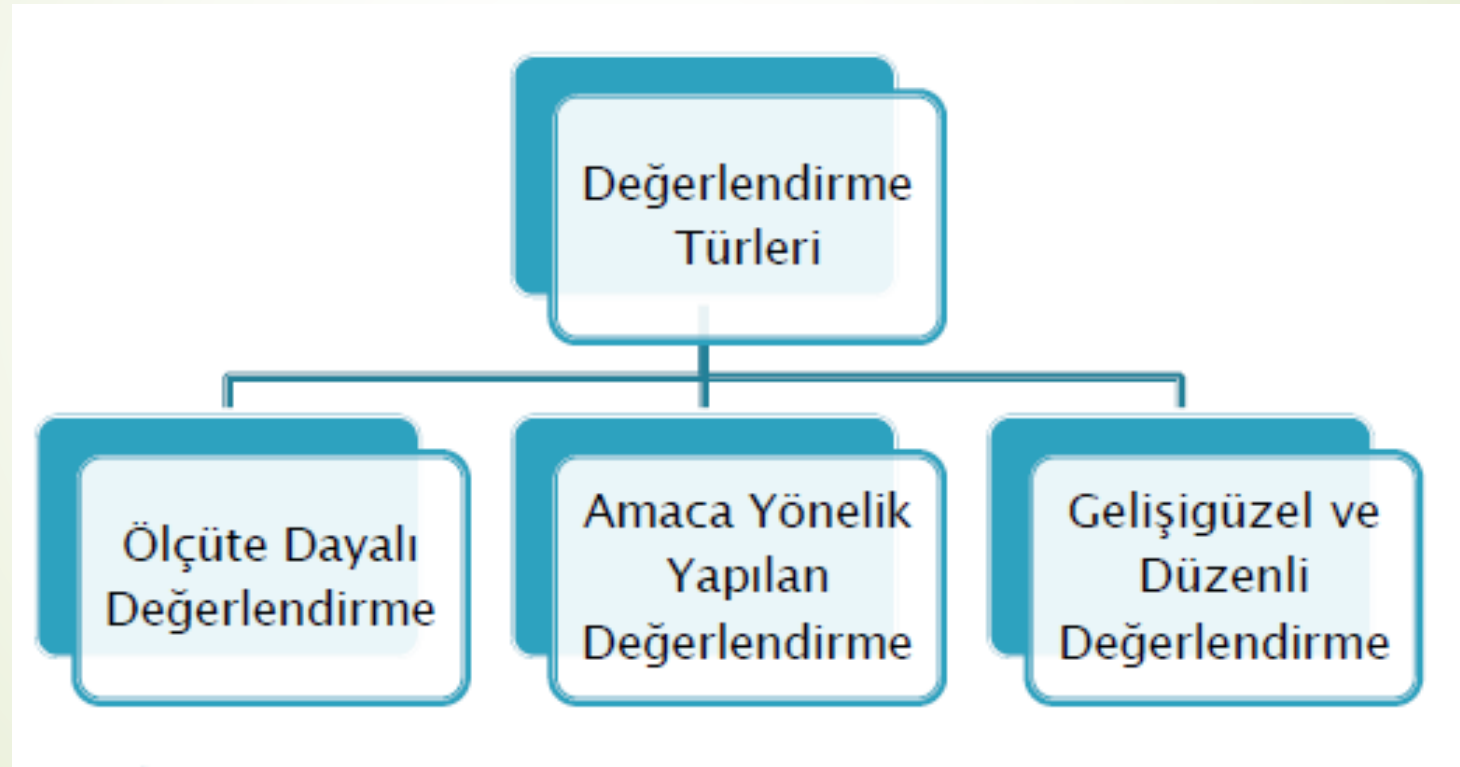 Değerlendirme
Türleri
Ölçüte Dayalı
Değerlendirme
Amaca Yönelik
Yapılan
Değerlendirme
Gelişigüzel ve
Düzenli
Değerlendirme